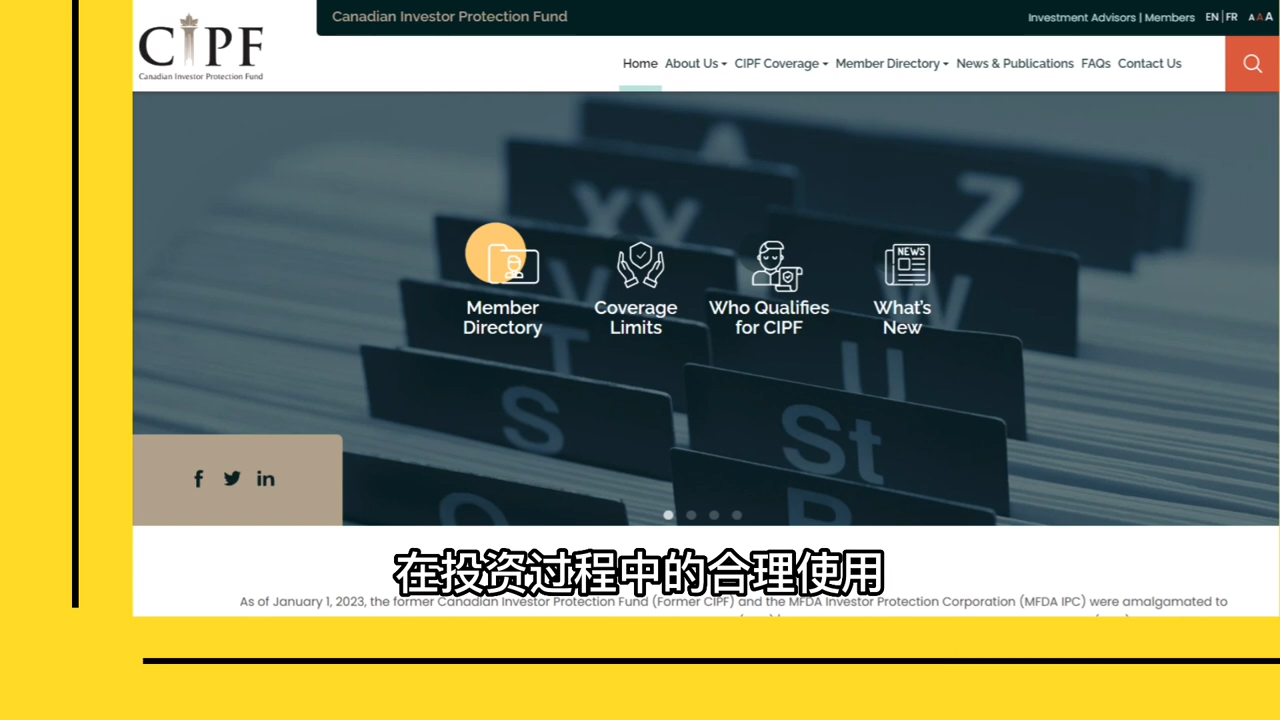 CIPF
Canadian Investor Protection Fund
Canadian Investor Protection Fund
Investment Advisors | Members EN | FR A A A
Home About Us CIPF Coverage Member Directory News & Publications FAQs Contact Us
A
XY Z
V W
T U
S St
O R
NEWS
Member Directory
Coverage Limits
Who Qualifies for CIPF
What's New
在投资过程中的合理使用
As of January 1, 2023, the former Canadian Investor Protection Fund (Former CIPF) and the MFDA Investor Protection Corporation (MFDA IPC) were amalgamated to